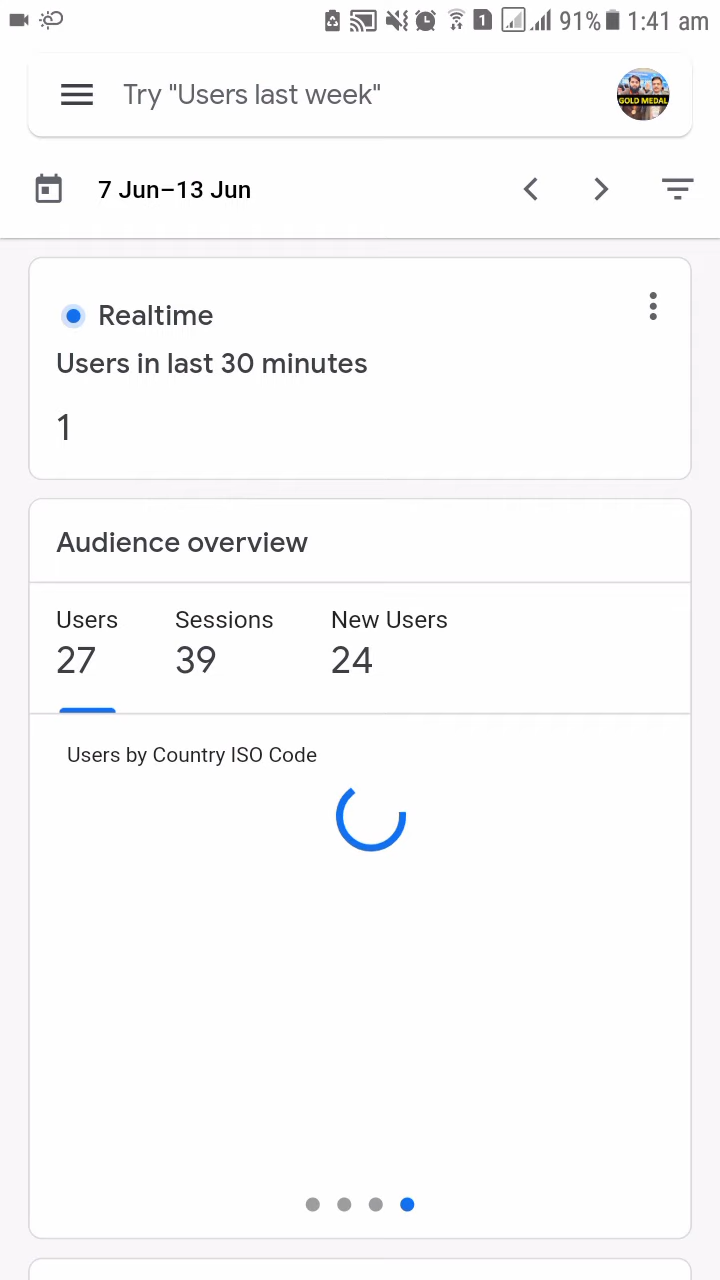 1 91% 1:41 am
Try "Users last week"
GOLD MEDAL
7 Jun–13 Jun
Realtime
Users in last 30 minutes
1
Audience overview
Users Sessions New Users
27 39 24
Users by Country ISO Code